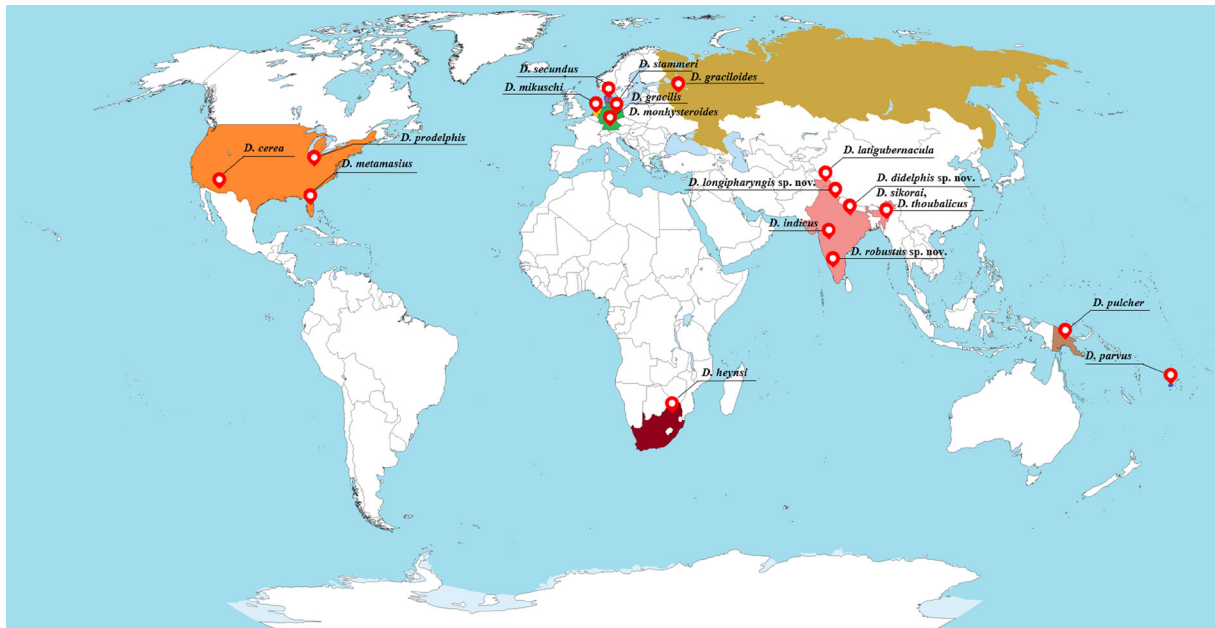 D. secundus
D. siammeri
D. mikuschi
D. graciloides
D. gracilis
D. monhysteroides
D. prodelphis
D. cerea
D. metamasius
D. latigubernacula
D. longipharyngis sp. nov.
D. didelphis sp. nov.
D. sikorai,
D. thoubalicus
D. indicus
D. robustus sp. nov.
D. pulcher
D. parvus
D. heynsi